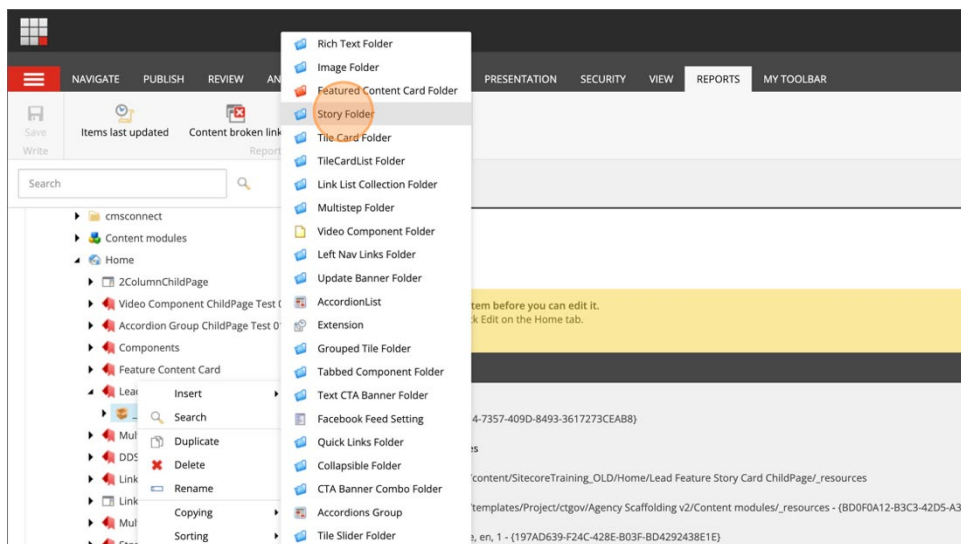 NAVIGATE PUBLISH REVIEW AN PRESENTATION SECURITY VIEW REPORTS MY TOOLBAR
Save
Write
Items last updated
Content broken link
Report
Search
cmsconnect
Content modules
Home
2ColumnChildPage
Video Component ChildPage Test 0
Accordion Group ChildPage Test 01
Components
Feature Content Card
Lead
Mul
DDS
Link
Link
Mul
Insert
Search
Duplicate
Delete
Rename
Copying
Sorting
Rich Text Folder
Image Folder
Featured Content Card Folder
Story Folder
Tile Card Folder
TileCardList Folder
Link List Collection Folder
Multistep Folder
Video Component Folder
Left Nav Links Folder
Update Banner Folder
AccordionList
Extension
Grouped Tile Folder
Tabbed Component Folder
Text CTA Banner Folder
Facebook Feed Setting
Quick Links Folder
Collapsible Folder
CTA Banner Combo Folder
Accordions Group
Tile Slider Folder
tem before you can edit it.
k Edit on the Home tab.
4-7357-409D-8493-3617273CEAB8}
es
/content/SitecoreTraining_OLD/Home/Lead Feature Story Card ChildPage/_resources
/templates/Project/ctgov/Agency Scaffolding v2/Content modules/_resources - {BD0F0A12-B3C3-42D5-A3
e, en, 1 - {197AD639-F24C-428E-B03F-BD4292438E1E}